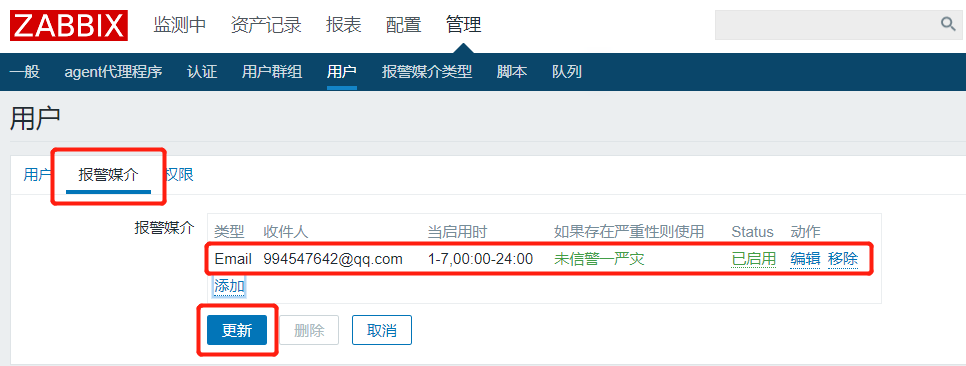 ZABBIX 监测中 资产记录 报表 配置 管理
一般 agent代理程序 认证 用户群组 用户 报警媒介类型 脚本 队列
用户
用户 报警媒介 权限
报警媒介 类型 收件人 当启用时 如果存在严重性则使用 Status 动作
Email 994547642@qq.com 1-7,00:00-24:00 未信警一严灾 已启用 编辑 移除
添加
更新 删除 取消